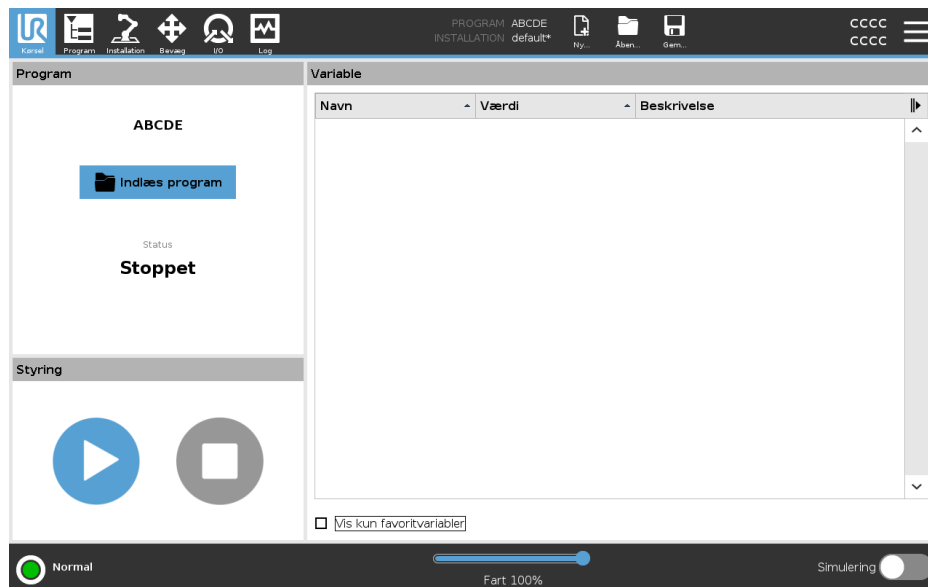 PROGRAM ABCDE
INSTALLATION default*
CCCC
CCCC
Kørsel Program Installation Bevæg I/O Log Ny... Åben... Gem...
Program
ABCDE
Indlæs program
Status
Stoppet
Styring
Variable
Navn Værdi Beskrivelse
Vis kun favoritvariabler
Normal
Fart 100%
Simulering